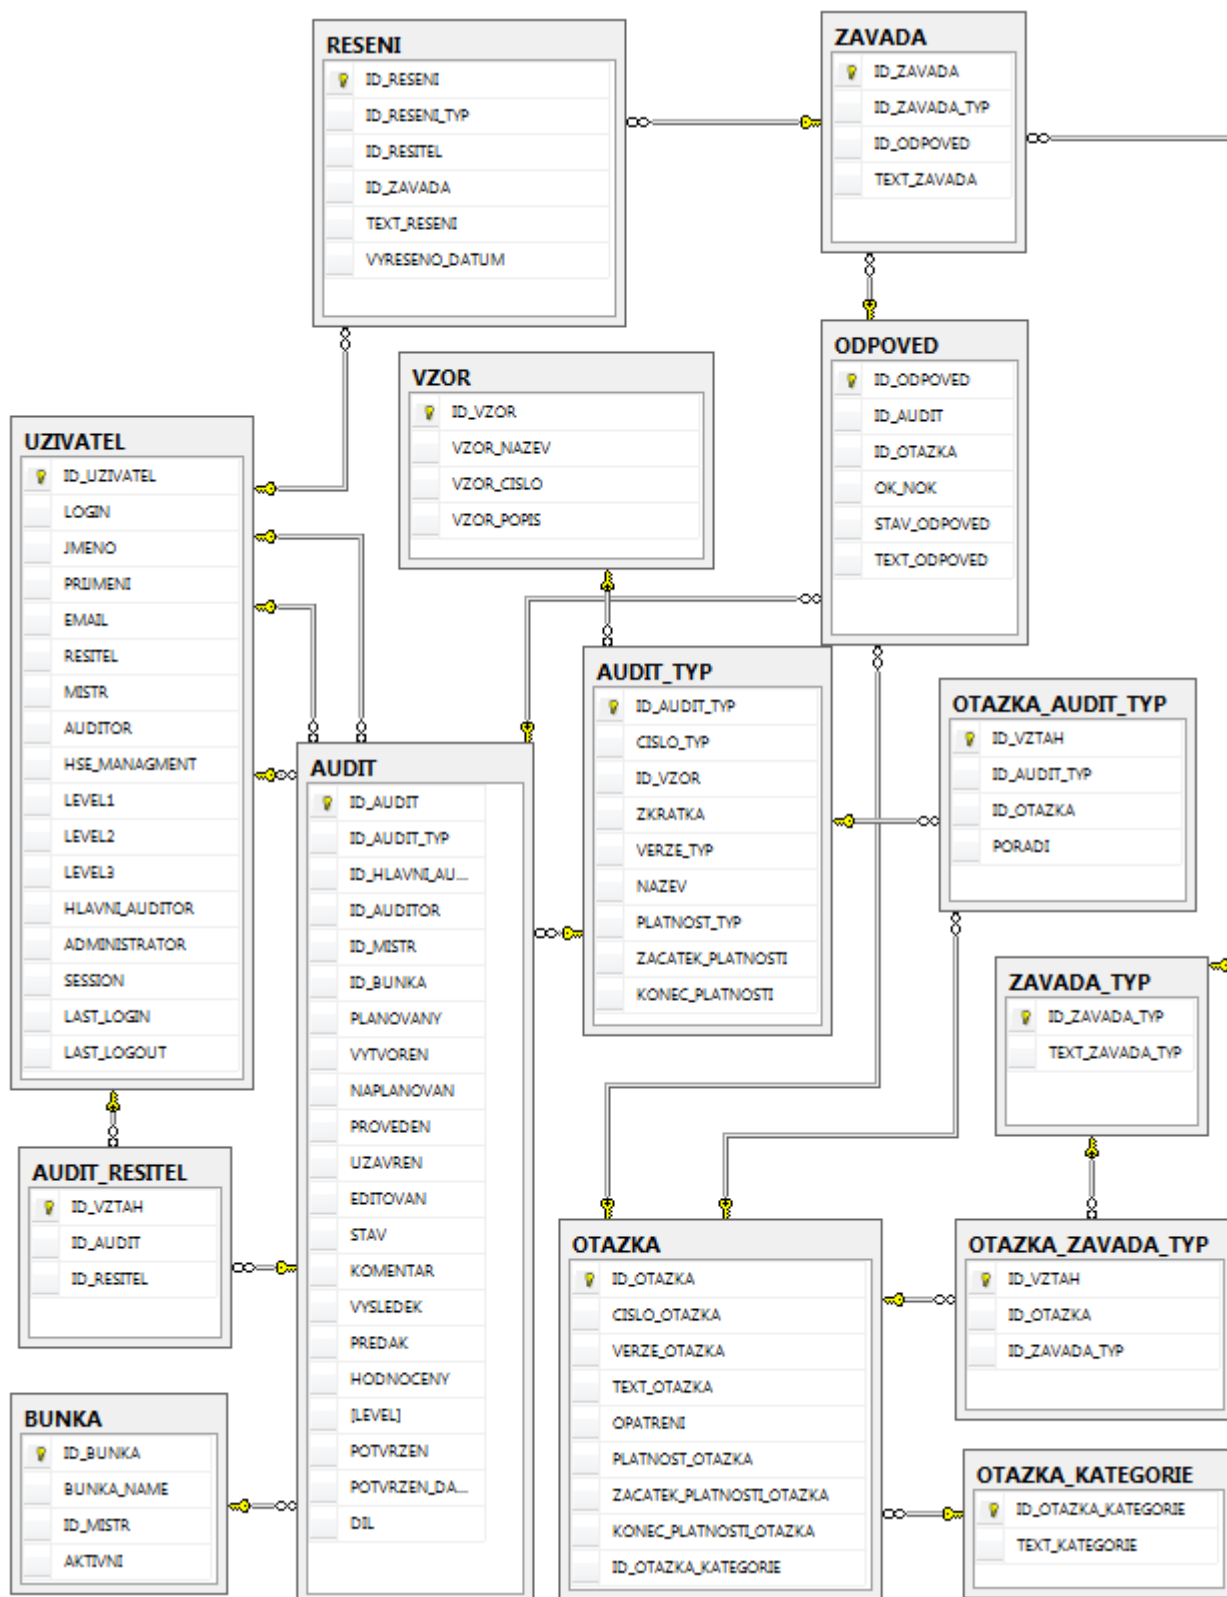 RESENI
ID_RESENI
ID_RESENI_TYP
ID_RESITEL
ID_ZAVADA
TEXT_RESENI
VYRESENO_DATUM
ZAVADA
ID_ZAVADA
ID_ZAVADA_TYP
ID_ODPOVED
TEXT_ZAVADA
VZOR
ID_VZOR
VZOR_NAZEV
VZOR_CISLO
VZOR_POPIS
ODPOVED
ID_ODPOVED
ID_AUDIT
ID_OTAZKA
OK_NOK
STAV_ODPOVED
TEXT_ODPOVED
UZIVATEL
ID_UZIVATEL
LOGIN
JMENO
PRIJMENI
EMAIL
RESITEL
MISTR
AUDITOR
HSE_MANAGMENT
LEVEL1
LEVEL2
LEVEL3
HLAVNI_AUDITOR
ADMINISTRATOR
SESSION
LAST_LOGIN
LAST_LOGOUT
AUDIT_TYP
ID_AUDIT_TYP
CISLO_TYP
ID_VZOR
ZKRATKA
VERZE_TYP
NAZEV
PLATNOST_TYP
ZACATEK_PLATNOSTI
KONEC_PLATNOSTI
OTAZKA_AUDIT_TYP
ID_VZTAH
ID_AUDIT_TYP
ID_OTAZKA
PORADI
AUDIT
ID_AUDIT
ID_AUDIT_TYP
ID_HLAVNI_AU...
ID_AUDITOR
ID_MISTR
ID_BUNKA
PLANOVANY
VYTVOREN
NAPLANOVAN
PROVEDEN
UZAVREN
EDITOVAN
STAV
KOMENTAR
VYSLEDEK
PREDAK
HODNOCENY
[LEVEL]
POTVRZEN
POTVRZEN_DA...
DIL
ZAVADA_TYP
ID_ZAVADA_TYP
TEXT_ZAVADA_TYP
AUDIT_RESITEL
ID_VZTAH
ID_AUDIT
ID_RESITEL
OTAZKA
ID_OTAZKA
CISLO_OTAZKA
VERZE_OTAZKA
TEXT_OTAZKA
OPATRENI
PLATNOST_OTAZKA
ZACATEK_PLATNOSTI_OTAZKA
KONEC_PLATNOSTI_OTAZKA
ID_OTAZKA_KATEGORIE
OTAZKA_ZAVADA_TYP
ID_VZTAH
ID_OTAZKA
ID_ZAVADA_TYP
BUNKA
ID_BUNKA
BUNKA_NAME
ID_MISTR
AKTIVNI
OTAZKA_KATEGORIE
ID_OTAZKA_KATEGORIE
TEXT_KATEGORIE